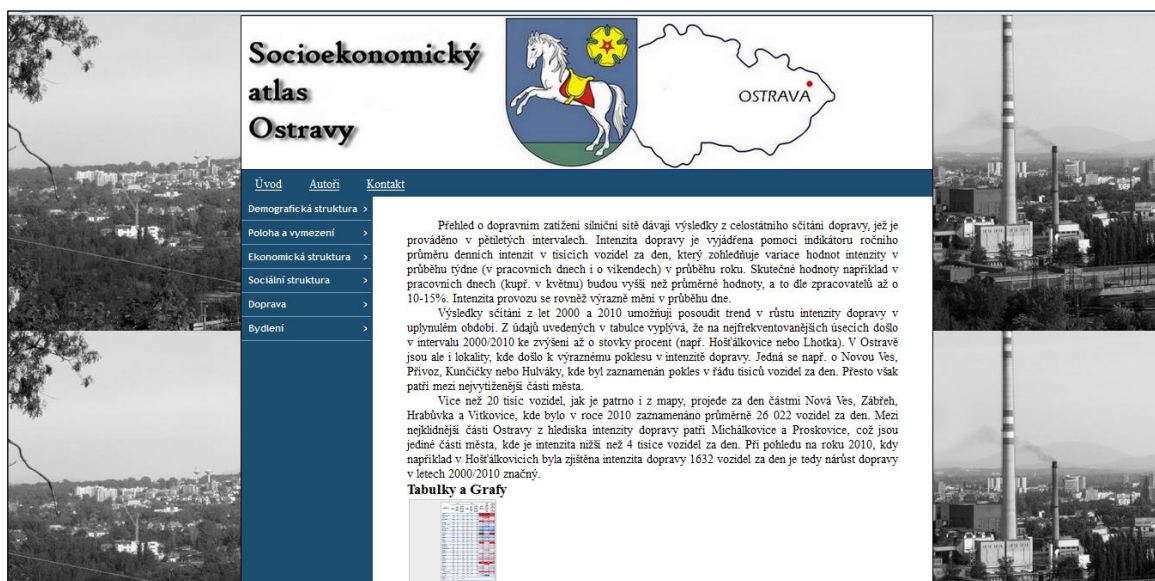 Socioekonomický
atlas
Ostravy
OSTRAVA
Úvod Autoři Kontakt
Demografická struktura >
Poloha a vymezení >
Ekonomická struktura >
Sociální struktura >
Doprava >
Bydlení >
Přehled o dopravním zatížení silniční sítě dávají výsledky z celostátního sčítání dopravy, jež je
prováděno v pětiletých intervalech. Intenzita dopravy je vyjádřena pomocí indikátoru ročního
průměru denních intenzit v tisících vozidel za den, který zohledňuje variace hodnot intenzity v
průběhu týdne (v pracovních dnech i o víkendech) v průběhu roku. Skutečné hodnoty například v
pracovních dnech (kupř. v květnu) budou vyšší než průměrné hodnoty, a to dle zpracovatelů až o
10-15%. Intenzita provozu se rovněž výrazně mění v průběhu dne.
Výsledky sčítání z let 2000 a 2010 umožňují posoudit trend v růstu intenzity dopravy v
uplynulém období. Z údajů uvedených v tabulce vyplývá, že na nejfrekventovanějších úsecích došlo
v intervalu 2000/2010 ke zvýšení až o stovky procent (např. Hošťálkovice nebo Lhotka). V Ostravě
jsou ale i lokality, kde došlo k výraznému poklesu v intenzitě dopravy. Jedná se např. o Novou Ves,
Přívoz, Kunčičky nebo Hulváky, kde byl zaznamenán pokles v řádu tisíců vozidel za den. Přesto však
patří mezi nejvytíženější části města.
Více než 20 tisíc vozidel, jak je patrno i z mapy, projede za den částmi Nová Ves, Zábřeh,
Hrabůvka a Vítkovice, kde bylo v roce 2010 zaznamenáno průměrně 26 022 vozidel za den. Mezi
nejklidnější části Ostravy z hlediska intenzity dopravy patří Michálkovice a Proskovice, což jsou
jediné části města, kde je intenzita nižší než 4 tisíce vozidel za den. Při pohledu na roku 2010, kdy
například v Hošťálkovicích byla zjištěna intenzita dopravy 1632 vozidel za den je tedy nárůst dopravy
v letech 2000/2010 značný.
Tabulky a Grafy